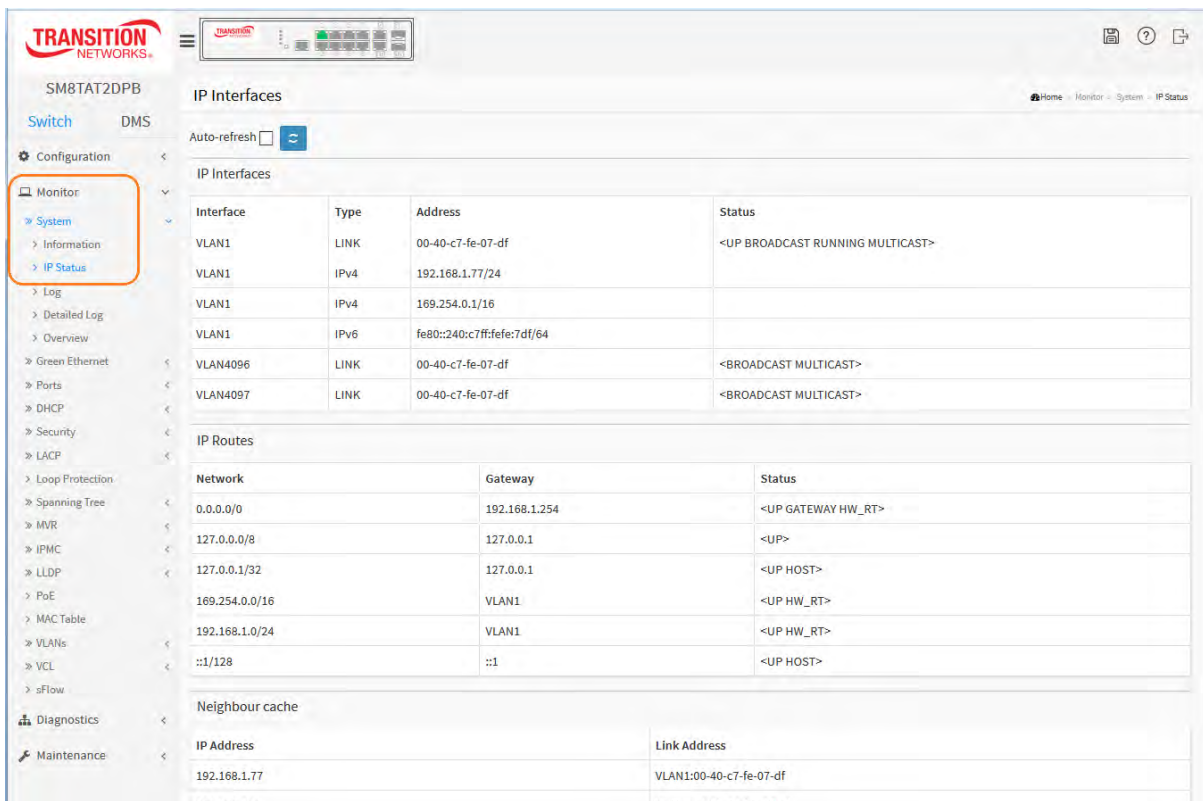 TRANSITION
NETWORKS®
TRANSITION
SM8TAT2DPB
Switch DMS
Configuration
Monitor
System
Information
IP Status
Log
Detailed Log
Overview
Green Ethernet
Ports
DHCP
Security
LACP
Loop Protection
Spanning Tree
MVR
IPMC
LLDP
PoE
MAC Table
VLANs
VCL
sFlow
Diagnostics
Maintenance
IP Interfaces
Home Monitor System IP Status
Auto-refresh
IP Interfaces
Interface Type Address Status
VLAN1 LINK 00-40-c7-fe-07-df <UP BROADCAST RUNNING MULTICAST>
VLAN1 IPv4 192.168.1.77/24
VLAN1 IPv4 169.254.0.1/16
VLAN1 IPv6 fe80::240:c7ff:fefe:7df/64
VLAN4096 LINK 00-40-c7-fe-07-df <BROADCAST MULTICAST>
VLAN4097 LINK 00-40-c7-fe-07-df <BROADCAST MULTICAST>
IP Routes
Network Gateway Status
0.0.0.0/0 192.168.1.254 <UP GATEWAY HW_RT>
127.0.0.0/8 127.0.0.1 <UP>
127.0.0.1/32 127.0.0.1 <UP HOST>
169.254.0.0/16 VLAN1 <UP HW_RT>
192.168.1.0/24 VLAN1 <UP HW_RT>
::1/128 ::1 <UP HOST>
Neighbour cache
IP Address Link Address
192.168.1.77 VLAN1:00-40-c7-fe-07-df